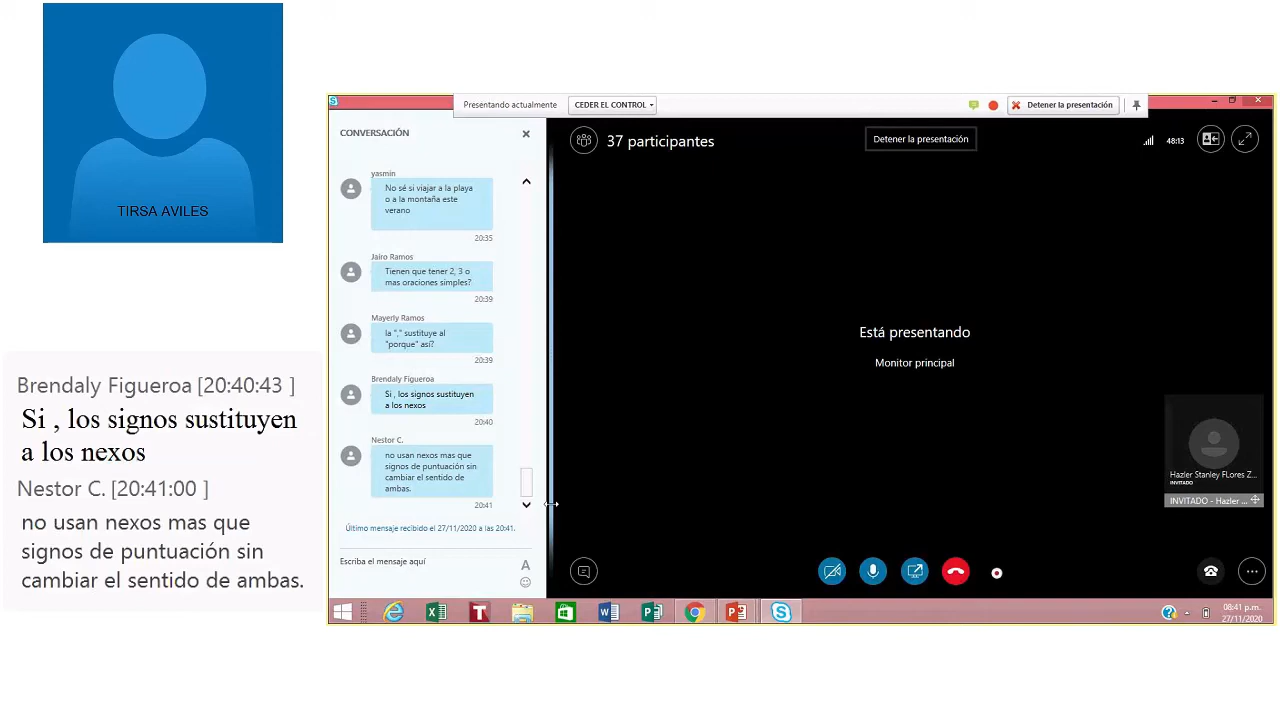 TIRSA AVILES
Brendaly Figueroa [20:40:43 ]
Si , los signos sustituyen
a los nexos
Nestor C. [20:41:00 ]
no usan nexos mas que
signos de puntuación sin
cambiar el sentido de ambas.
Presentando actualmente
CEDER EL CONTROL
Detener la presentación
CONVERSACIÓN
yasmin
No sé si viajar a la playa
o a la montaña este
verano
20:35
Jairo Ramos
Tienen que tener 2, 3 o
mas oraciones simples?
20:39
Mayerly Ramos
la "," sustituye al
"porque" asi?
20:39
Brendaly Figueroa
Si , los signos sustituyen
a los nexos
20:40
Nestor C.
no usan nexos mas que
signos de puntuación sin
cambiar el sentido de
ambas.
20:41
Último mensaje recibido el 27/11/2020 a las 20:41.
Escriba el mensaje aquí
37 participantes
Detener la presentación
48:13
Está presentando
Monitor principal
Hazler Stanley FLores Z...
INVITADO
INVITADO - Hazler ...
08:41 p.m.
27/11/2020